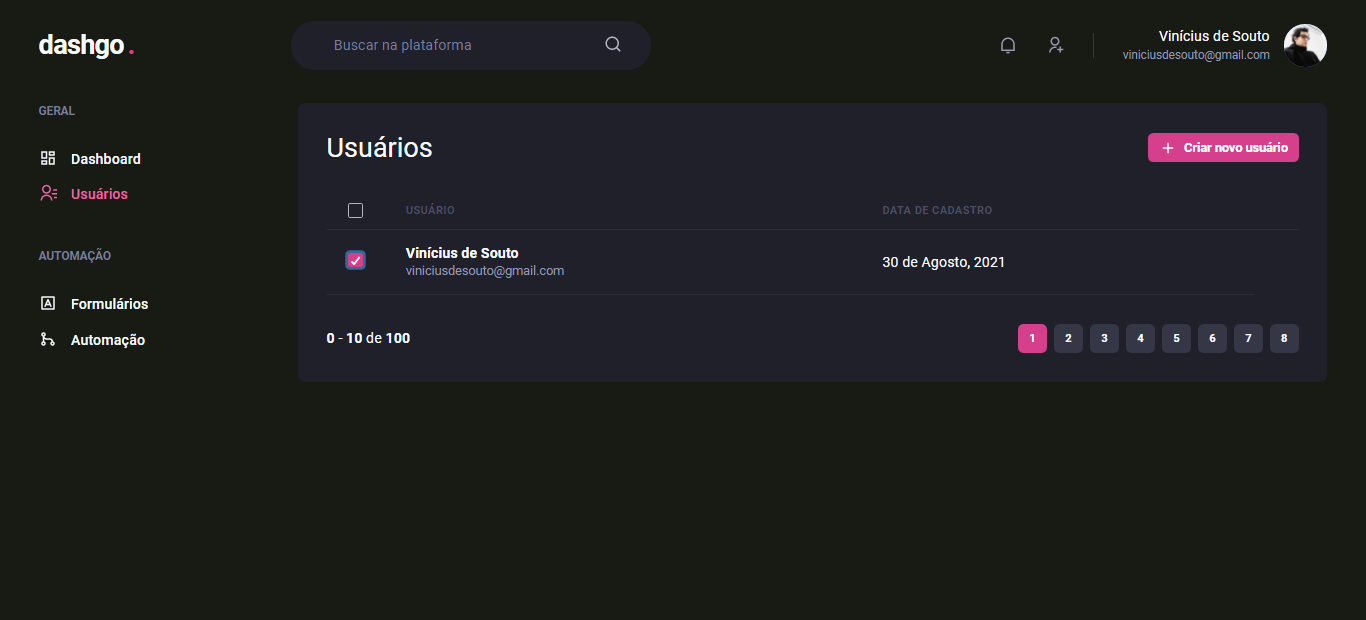 dashgo .
Buscar na plataforma
Vinícius de Souto
viniciusdesouto@gmail.com
GERAL
Dashboard
Usuários
AUTOMAÇÃO
Formulários
Automação
Usuários
Criar novo usuário
USUÁRIO DATA DE CADASTRO
Vinícius de Souto
viniciusdesouto@gmail.com
30 de Agosto, 2021
0 - 10 de 100
1 2 3 4 5 6 7 8